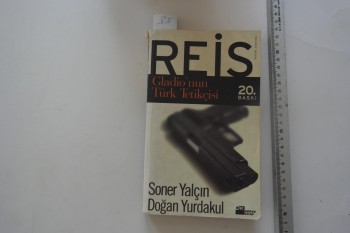 REİS
Gladio'nun
Türk Tetikçisi
20.
BASKI
Soner Yalçın
Doğan Yurdakul